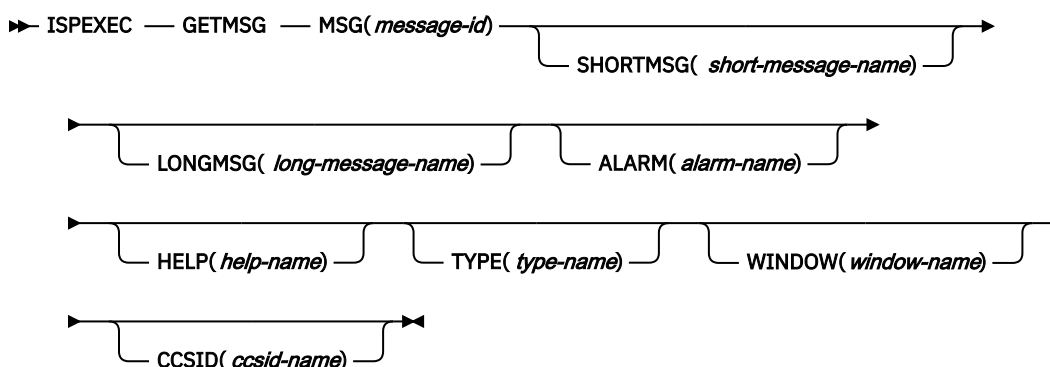 ISPEXEC GETMSG MSG( message-id)
SHORTMSG( short-message-name)
LONGMSG( long-message-name) ALARM( alarm-name)
HELP( help-name) TYPE( type-name) WINDOW( window-name)
CCSID( ccsid-name)